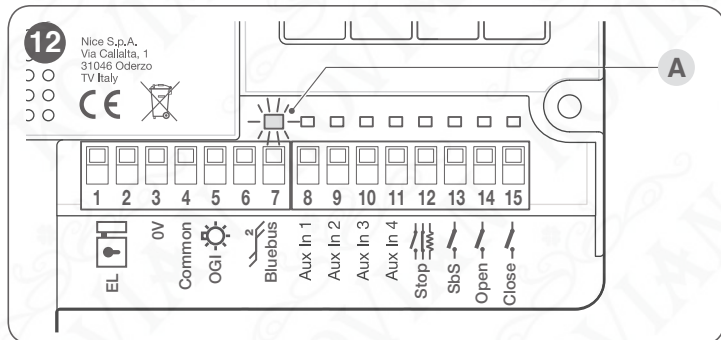 12
Nice S.p.A.
Via Callalta, 1
31046 Oderzo
TV Italy
CE
A
1 2 3 4 5 6 7 8 9 10 11 12 13 14 15
EL
0V
Common
OGI
2
Bluebus
Aux In 1
Aux In 2
Aux In 3
Aux In 4
Stop
SbS
Open
Close